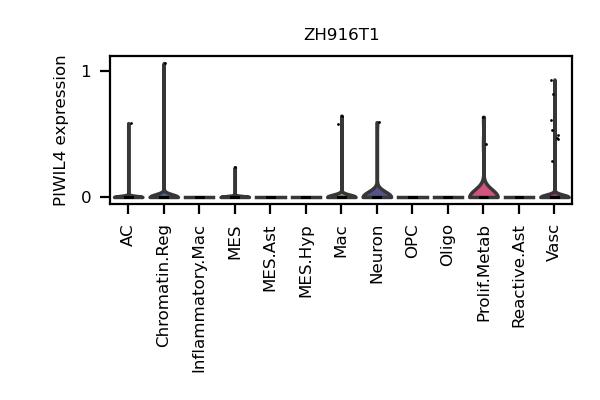 ZH916T1
PIWIL4 expression
1
0
AC
Chromatin.Reg
Inflammatory.Mac
MES
MES.Ast
MES.Hyp
Mac
Neuron
OPC
Oligo
Prolif.Metab
Reactive.Ast
Vasc